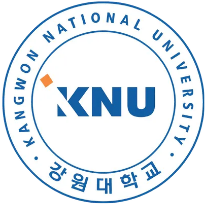 KANGWON NATIONAL UNIVERSITY
KNU
강원대학교